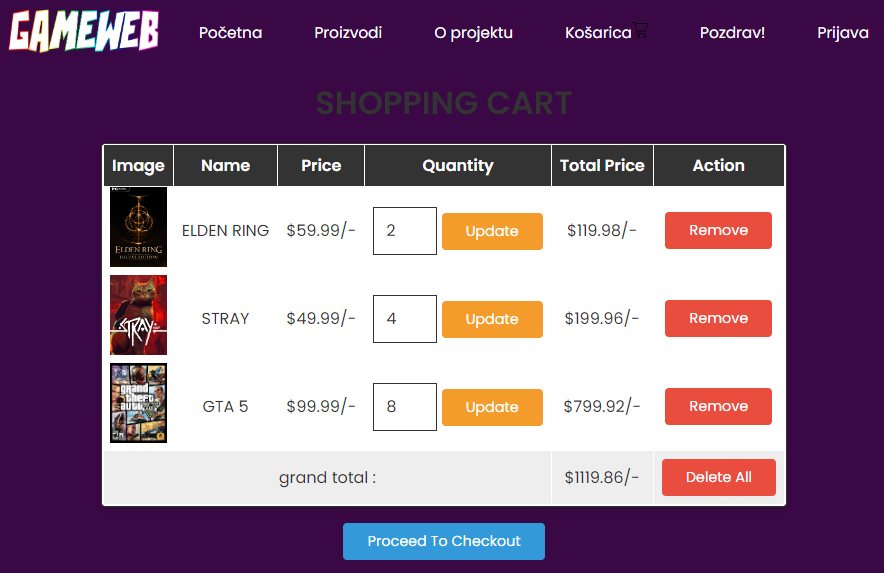 GAMEWEB Početna Proizvodi O projektu Košarica Pozdrav! Prijava
SHOPPING CART
Image Name Price Quantity Total Price Action
ELDEN RING
ELDEN RING $59.99/- 2 Update $119.98/- Remove
STRAY
STRAY $49.99/- 4 Update $199.96/- Remove
grand
theft
auto
GTA 5 $99.99/- 8 Update $799.92/- Remove
grand total : $1119.86/- Delete All
Proceed To Checkout